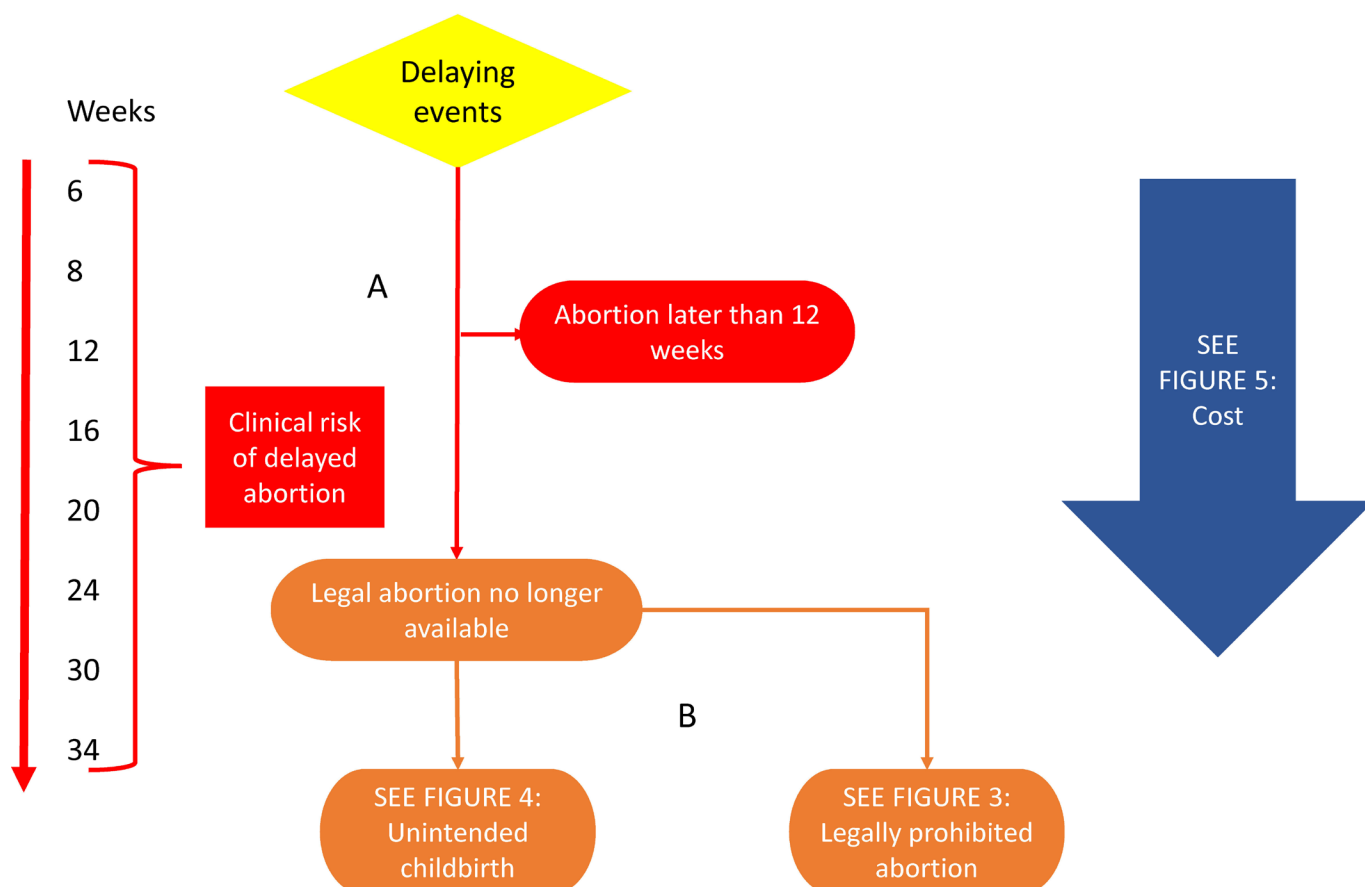 Delaying
events
Weeks
6
8
12
16
20
24
30
34
A
Abortion later than 12
weeks
Clinical risk
of delayed
abortion
SEE
FIGURE 5:
Cost
Legal abortion no longer
available
B
SEE FIGURE 4:
Unintended
childbirth
SEE FIGURE 3:
Legally prohibited
abortion